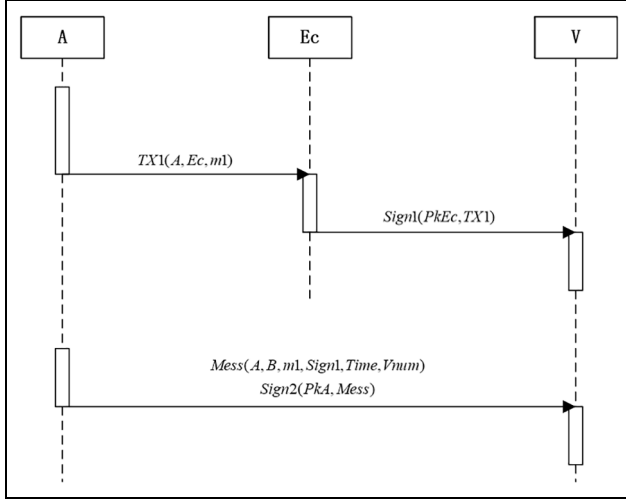 A
Ec
V
TX1(A,Ec,m1)
Sign1(PkEc,TX1)
Mess(A,B,m1,Sign1,Time,Vnum)
Sign2(PkA,Mess)